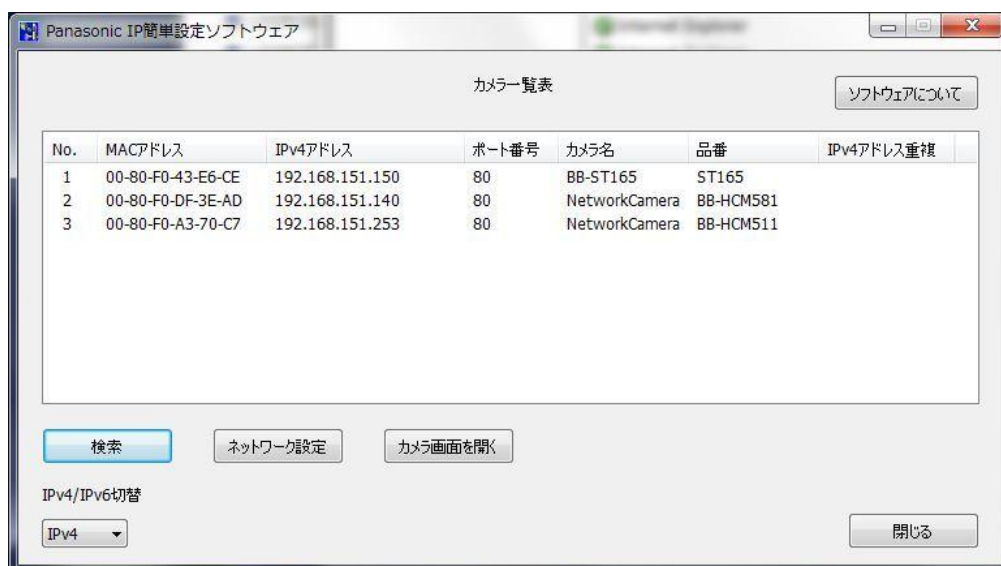 Panasonic IP簡単設定ソフトウェア
カメラ一覧表
ソフトウェアについて
No. MACアドレス IPv4アドレス ポート番号 カメラ名 品番 IPv4アドレス重複
1 00-80-F0-43-E6-CE 192.168.151.150 80 BB-ST165 ST165
2 00-80-F0-DF-3E-AD 192.168.151.140 80 NetworkCamera BB-HCM581
3 00-80-F0-A3-70-C7 192.168.151.253 80 NetworkCamera BB-HCM511
検索 ネットワーク設定 カメラ画面を開く
IPv4/IPv6切替
IPv4 閉じる